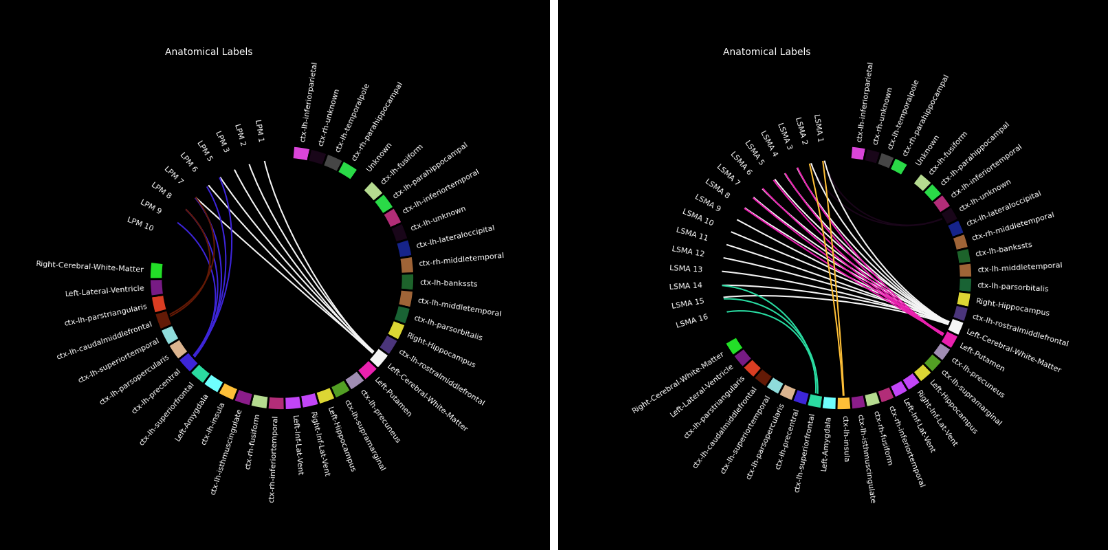 Anatomical Labels
LPM 1
LPM 2
LPM 3
LPM 5
LPM 6
LPM 7
LPM 8
LPM 9
LPM 10
Right-Cerebral-White-Matter
Left-Lateral-Ventricle
ctx-lh-parstriangularis
ctx-lh-caudalmiddlefrontal
ctx-lh-superiortemporal
ctx-lh-parsopercularis
ctx-lh-precentral
ctx-lh-superiorfrontal
Left-Amygdala
ctx-lh-insula
ctx-lh-isthmuscingulate
ctx-rh-fusiform
ctx-rh-inferiortemporal
Left-Inf-Lat-Vent
Right-Inf-Lat-Vent
Left-Hippocampus
ctx-lh-supramarginal
ctx-lh-precuneus
Left-Putamen
Left-Cerebral-White-Matter
ctx-lh-rostralmiddlefrontal
Right-Hippocampus
ctx-lh-parsorbitalis
ctx-lh-middletemporal
ctx-lh-bankssts
ctx-rh-middletemporal
ctx-lh-lateraloccipital
ctx-lh-unknown
ctx-lh-inferiortemporal
ctx-lh-parahippocampal
ctx-lh-fusiform
Unknown
ctx-rh-parahippocampal
ctx-lh-temporalpole
ctx-rh-unknown
ctx-lh-inferiorparietal
Anatomical Labels
LSMA 1
LSMA 2
LSMA 3
LSMA 4
LSMA 5
LSMA 6
LSMA 7
LSMA 8
LSMA 9
LSMA 10
LSMA 11
LSMA 12
LSMA 13
LSMA 14
LSMA 15
LSMA 16
Right-Cerebral-White-Matter
Left-Lateral-Ventricle
ctx-lh-parstriangularis
ctx-lh-caudalmiddlefrontal
ctx-lh-superiortemporal
ctx-lh-parsopercularis
ctx-lh-precentral
ctx-lh-superiorfrontal
Left-Amygdala
ctx-lh-insula
ctx-lh-isthmuscingulate
ctx-rh-fusiform
ctx-rh-inferiortemporal
Left-Inf-Lat-Vent
Right-Inf-Lat-Vent
Left-Hippocampus
ctx-lh-supramarginal
ctx-lh-precuneus
Left-Putamen
Left-Cerebral-White-Matter
ctx-lh-rostralmiddlefrontal
Right-Hippocampus
ctx-lh-parsorbitalis
ctx-lh-middletemporal
ctx-lh-bankssts
ctx-rh-middletemporal
ctx-lh-lateraloccipital
ctx-lh-unknown
ctx-lh-inferiortemporal
ctx-lh-parahippocampal
ctx-lh-fusiform
Unknown
ctx-rh-parahippocampal
ctx-lh-temporalpole
ctx-rh-unknown
ctx-lh-inferiorparietal